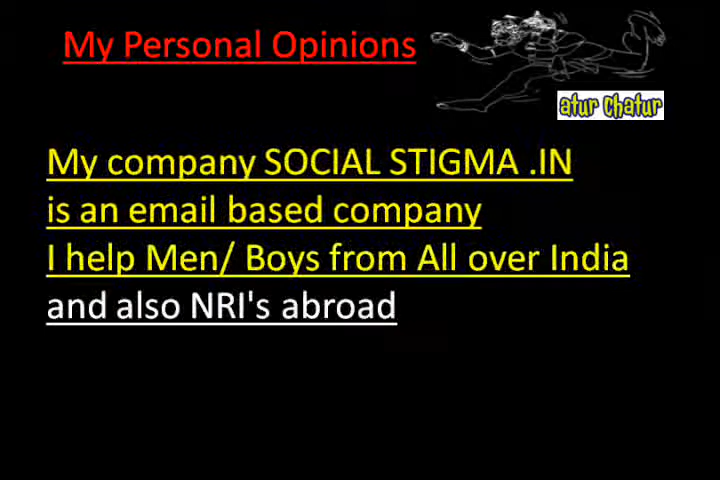 My Personal Opinions
atur chatur
My company SOCIAL STIGMA .IN
is an email based company
I help Men/ Boys from All over India
and also NRI's abroad